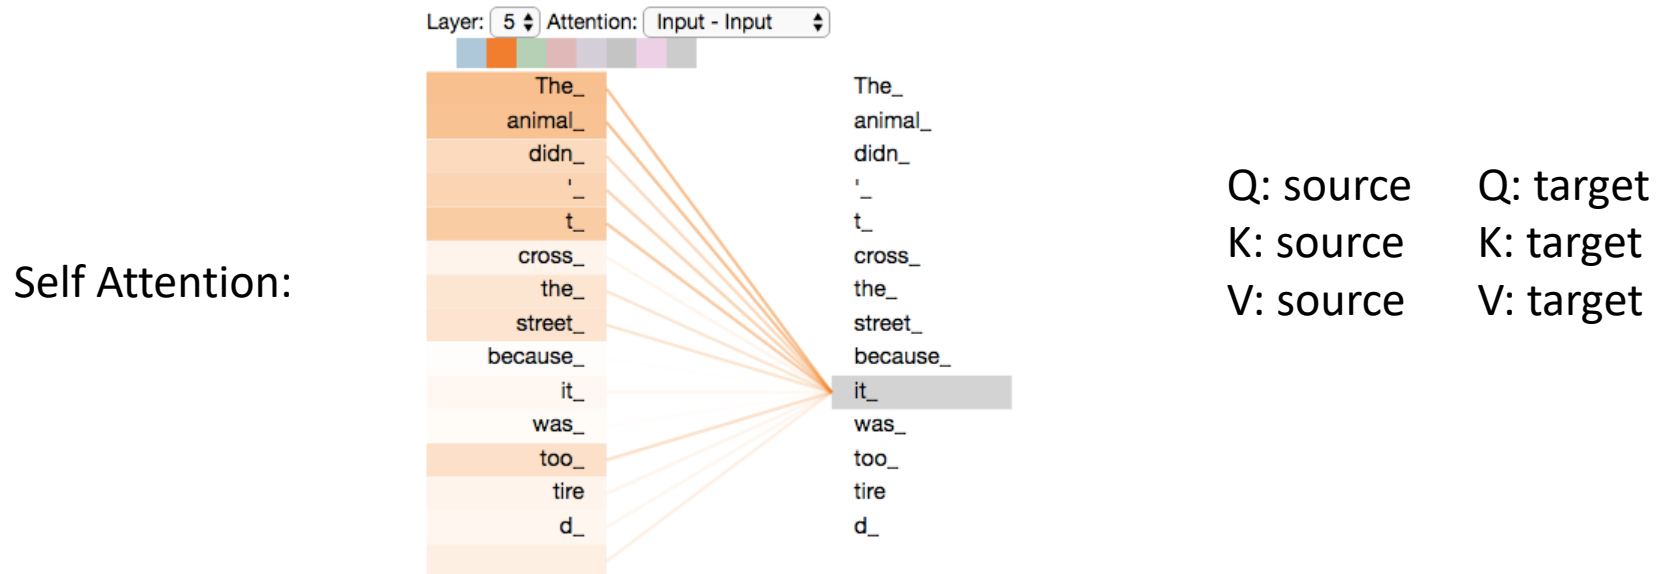 Layer: 5 Attention: Input - Input
The_ The_
animal_ animal_
didn_ didn_
'_ '_
t_ t_
cross_ cross_
the_ the_
street_ street_
because_ because_
it_ it_
was_ was_
too_ too_
tire tire
d_ d_
Self Attention:
Q: source Q: target
K: source K: target
V: source V: target